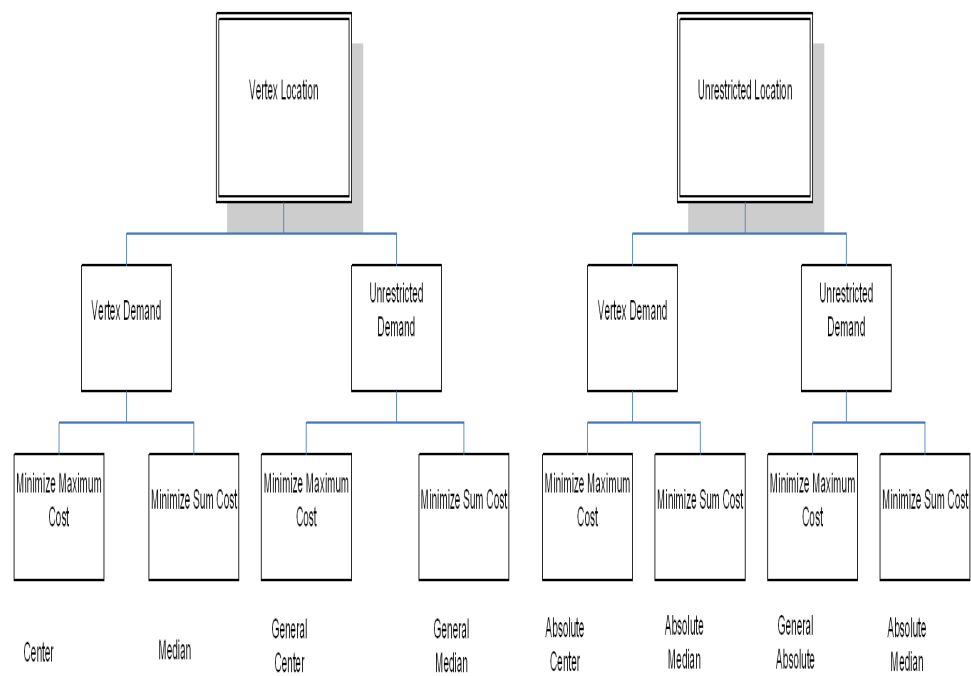 Vertex Location
Unrestricted Location
Vertex Demand
Unrestricted
Demand
Vertex Demand
Unrestricted
Demand
Minimize Maximum
Cost
Minimize Sum Cost
Minimize Maximum
Cost
Minimize Sum Cost
Minimize Maximum
Cost
Minimize Sum Cost
Minimize Maximum
Cost
Minimize Sum Cost
Center
Median
General
Center
General
Median
Absolute
Center
Absolute
Median
General
Absolute
Absolute
Median